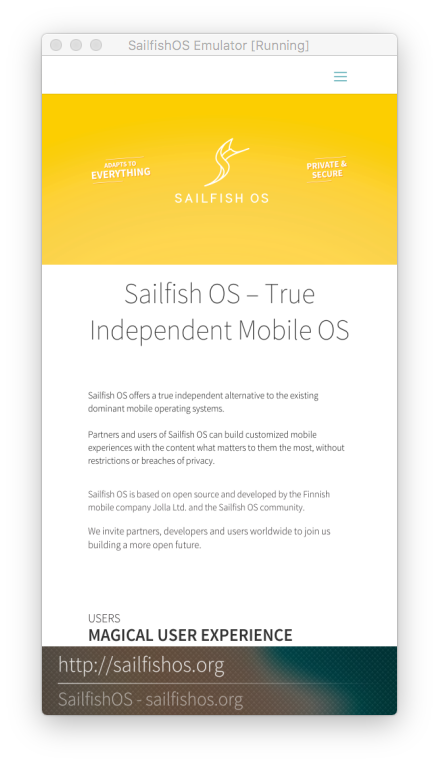 SailfishOS Emulator [Running]
ADAPTS TO
EVERYTHING
SAILFISH OS
PRIVATE &
SECURE
Sailfish OS – True
Independent Mobile OS
Sailfish OS offers a true independent alternative to the existing
dominant mobile operating systems.
Partners and users of Sailfish OS can build customized mobile
experiences with the content what matters to them the most, without
restrictions or breaches of privacy.
Sailfish OS is based on open source and developed by the Finnish
mobile company Jolla Ltd. and the Sailfish OS community.
We invite partners, developers and users worldwide to join us
building a more open future.
USERS
MAGICAL USER EXPERIENCE
http://sailfishos.org
SailfishOS - sailfishos.org